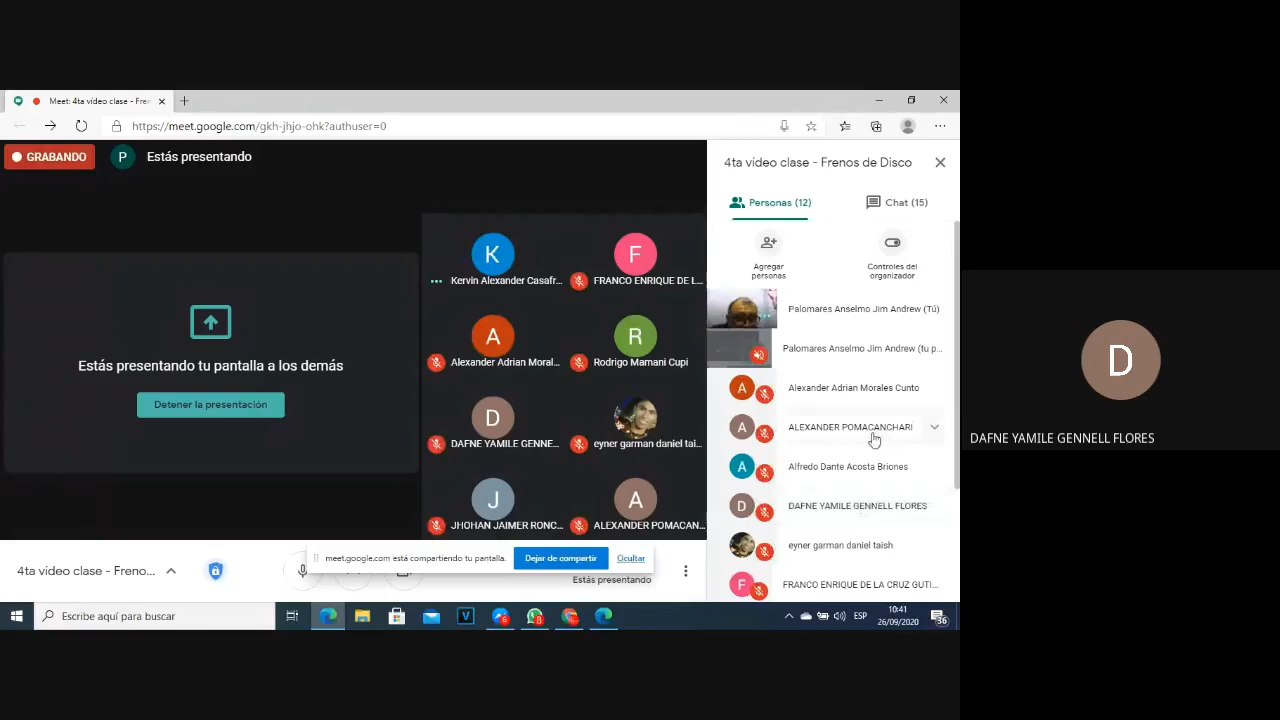 Meet: 4ta vídeo clase - Fren
https://meet.google.com/gkh-jhjo-ohk?authuser=0
GRABANDO
P
Estás presentando
4ta vídeo clase - Frenos de Disco
Personas (12)
Chat (15)
Agregar
personas
Controles del
organizador
Estás presentando tu pantalla a los demás
Detener la presentación
K
Kervin Alexander Casafr...
F
FRANCO ENRIQUE DE L...
A
Alexander Adrian Moral...
R
Rodrigo Mamani Cupi
D
DAFNE YAMILE GENNE...
eyner garman daniel tai...
J
JHOHAN JAIMER RONC...
A
ALEXANDER POMACAN...
Palomares Anselmo Jim Andrew (Tú)
Palomares Anselmo Jim Andrew (tu p...
A
Alexander Adrian Morales Cunto
A
ALEXANDER POMACANCHARI
A
Alfredo Dante Acosta Briones
D
DAFNE YAMILE GENNELL FLORES
eyner garman daniel taish
F
FRANCO ENRIQUE DE LA CRUZ GUTI...
4ta vídeo clase - Freno...
meet.google.com está compartiendo tu pantalla.
Dejar de compartir
Ocultar
Estás presentando
Escribe aquí para buscar
V
ESP
10:41
26/09/2020
36
D
DAFNE YAMILE GENNELL FLORES